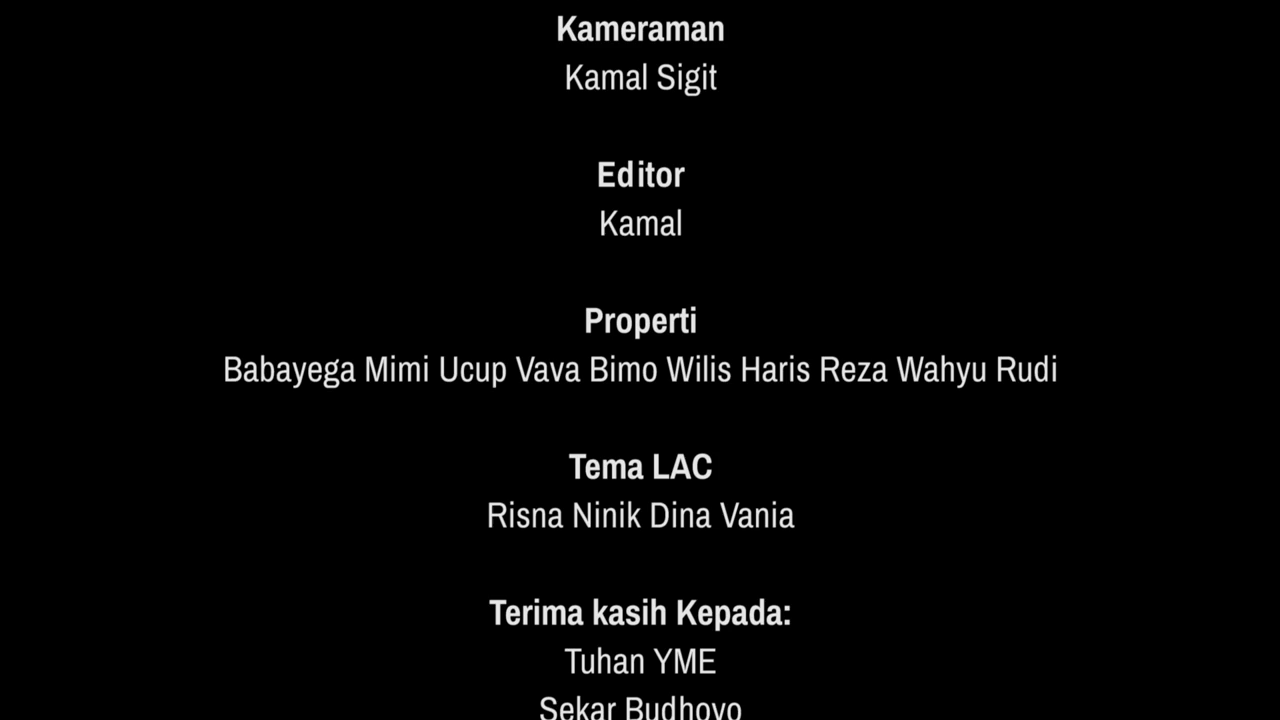 Kameraman
Kamal Sigit
Editor
Kamal
Properti
Babayega Mimi Ucup Vava Bimo Wilis Haris Reza Wahyu Rudi
Tema LAC
Risna Ninik Dina Vania
Terima kasih Kepada:
Tuhan YME
Sekar Budhoyo